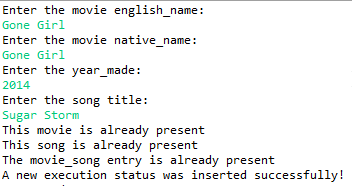 Enter the movie english_name:
Gone Girl
Enter the movie native_name:
Gone Girl
Enter the year_made:
2014
Enter the song title:
Sugar Storm
This movie is already present
This song is already present
The movie_song entry is already present
A new execution status was inserted successfully!